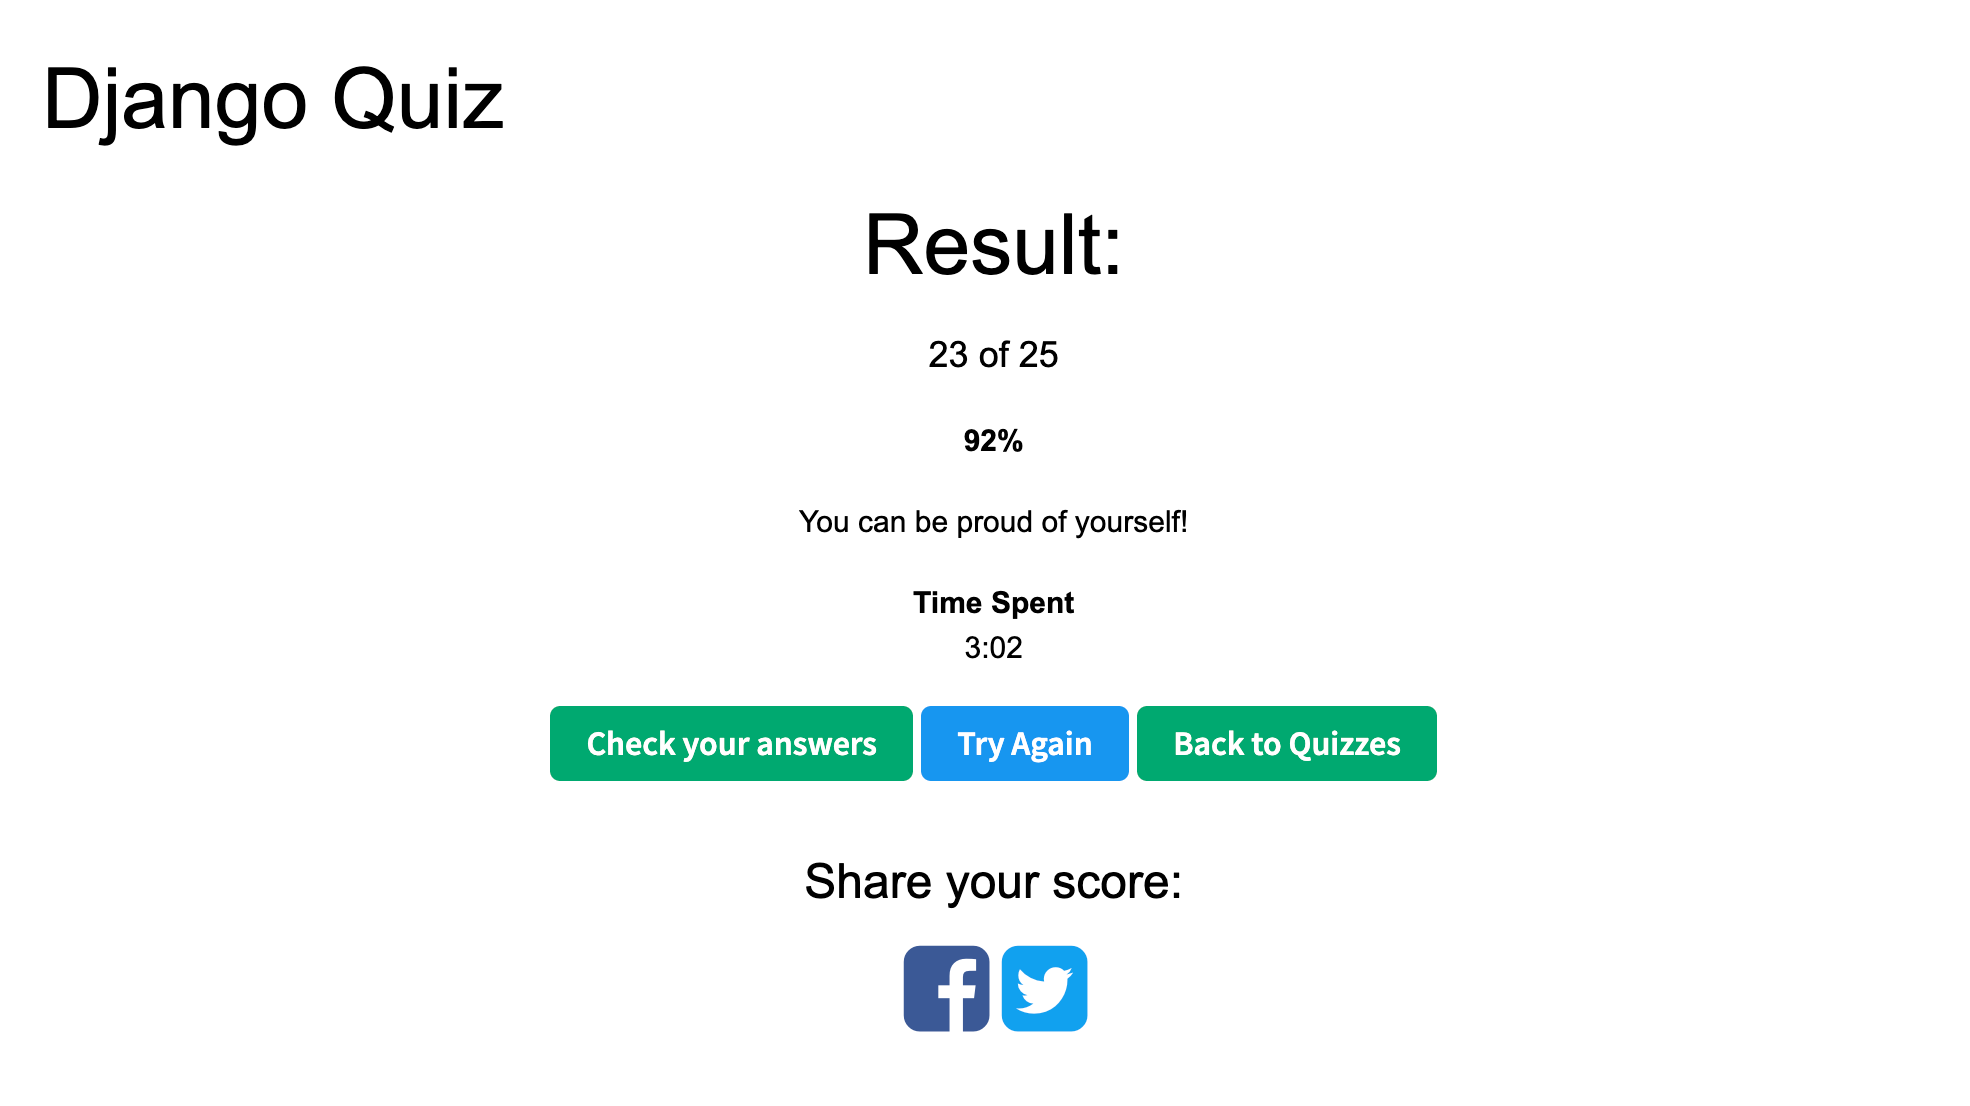 Django Quiz
Result:
23 of 25
92%
You can be proud of yourself!
Time Spent
3:02
Check your answers
Try Again
Back to Quizzes
Share your score: